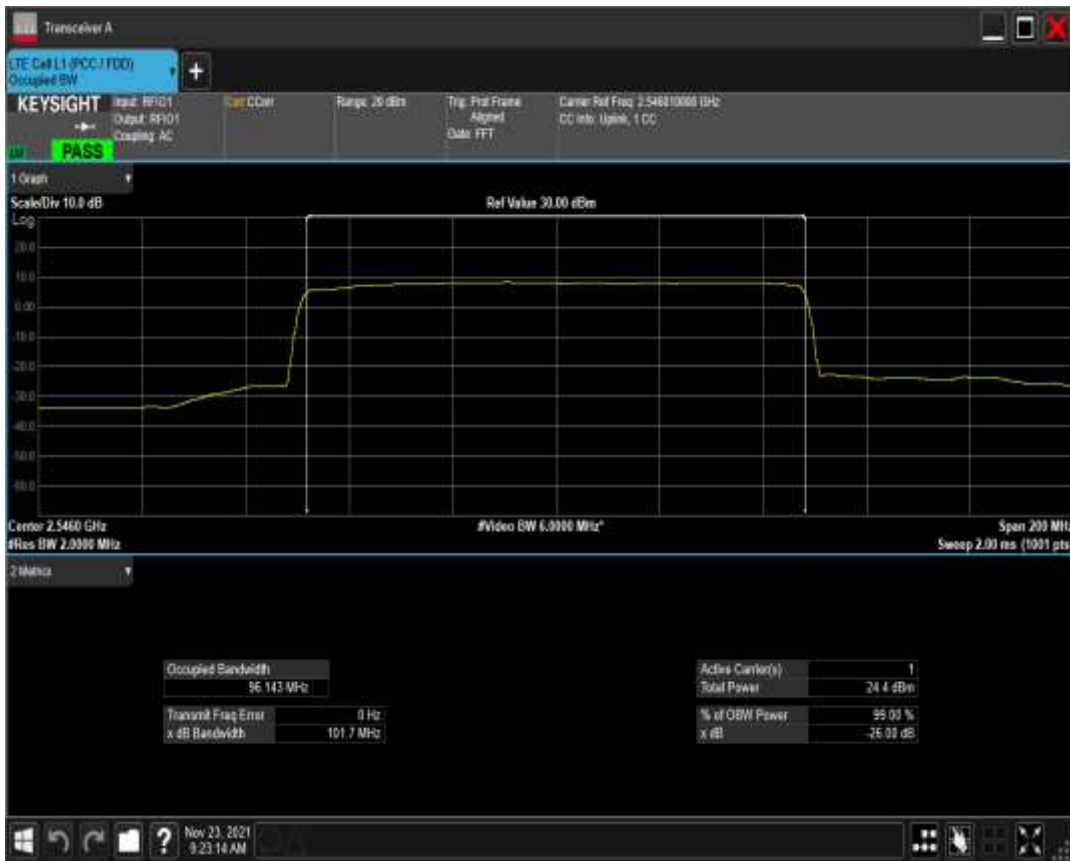 Transceiver A
LTE Cell L1 (PCC / FDD)
Occupied BW
+
KEYSIGHT
Input: RFIO1
Output: RFIO1
Coupling: AC
PASS
Corr CCorr
Range: 20 dBm
Trig: Prot Frame
Aligned
Gate: FFT
Carrier Ref Freq: 2.546010000 GHz
CC Info: Uplink, 1 CC
1 Graph
Scale/Div 10.0 dB
Ref Value 30.00 dBm
Log
20.0
10.0
0.00
-10.0
-20.0
-30.0
-40.0
-50.0
-60.0
Center 2.5460 GHz
#Video BW 6.0000 MHz*
Span 200 MHz
#Res BW 2.0000 MHz
Sweep 2.00 ms (1001 pts
2 Metrics
Occupied Bandwidth
96.143 MHz
Transmit Freq Error 0 Hz
x dB Bandwidth 101.7 MHz
Active Carrier(s) 1
Total Power 24.4 dBm
% of OBW Power 99.00 %
x dB -26.00 dB
?
Nov 23, 2021
9:23:14 AM